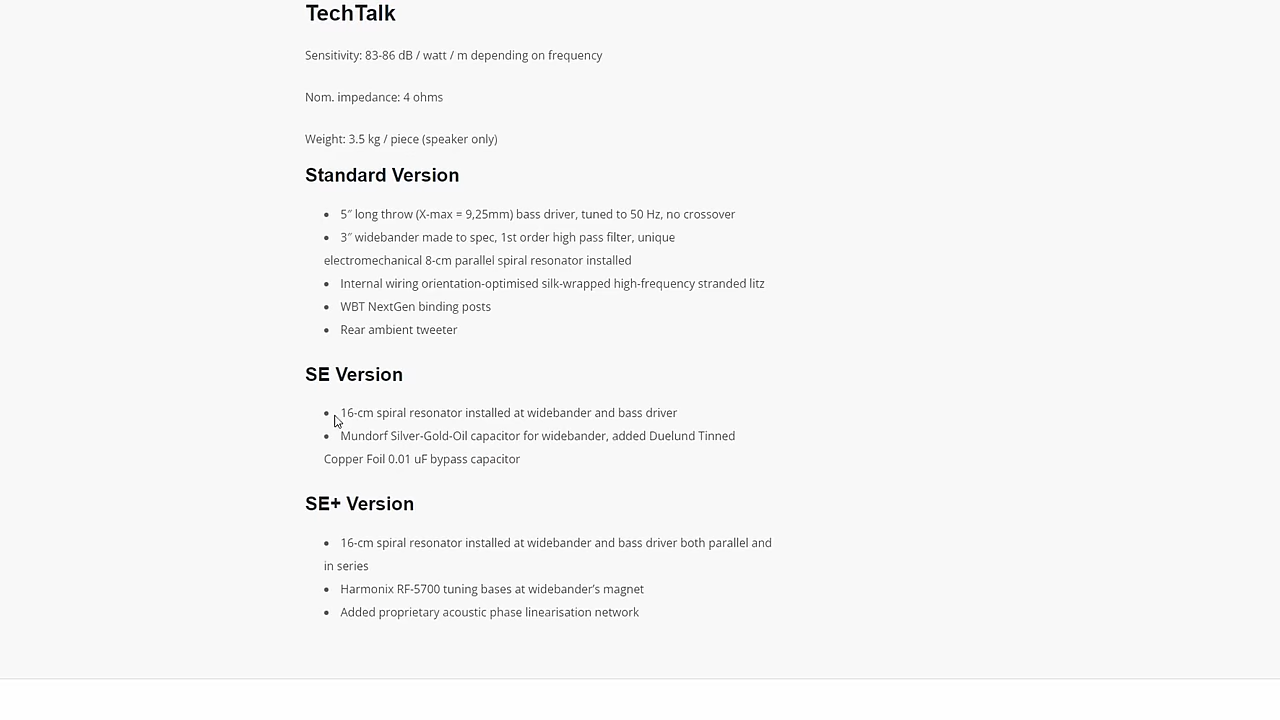 TechTalk
Sensitivity: 83-86 dB / watt / m depending on frequency
Nom. impedance: 4 ohms
Weight: 3.5 kg / piece (speaker only)
Standard Version
• 5″ long throw (X-max = 9,25mm) bass driver, tuned to 50 Hz, no crossover
• 3″ widebander made to spec, 1st order high pass filter, unique
electromechanical 8-cm parallel spiral resonator installed
• Internal wiring orientation-optimised silk-wrapped high-frequency stranded litz
• WBT NextGen binding posts
• Rear ambient tweeter
SE Version
• 16-cm spiral resonator installed at widebander and bass driver
• Mundorf Silver-Gold-Oil capacitor for widebander, added Duelund Tinned
Copper Foil 0.01 uF bypass capacitor
SE+ Version
• 16-cm spiral resonator installed at widebander and bass driver both parallel and
in series
• Harmonix RF-5700 tuning bases at widebander’s magnet
• Added proprietary acoustic phase linearisation network